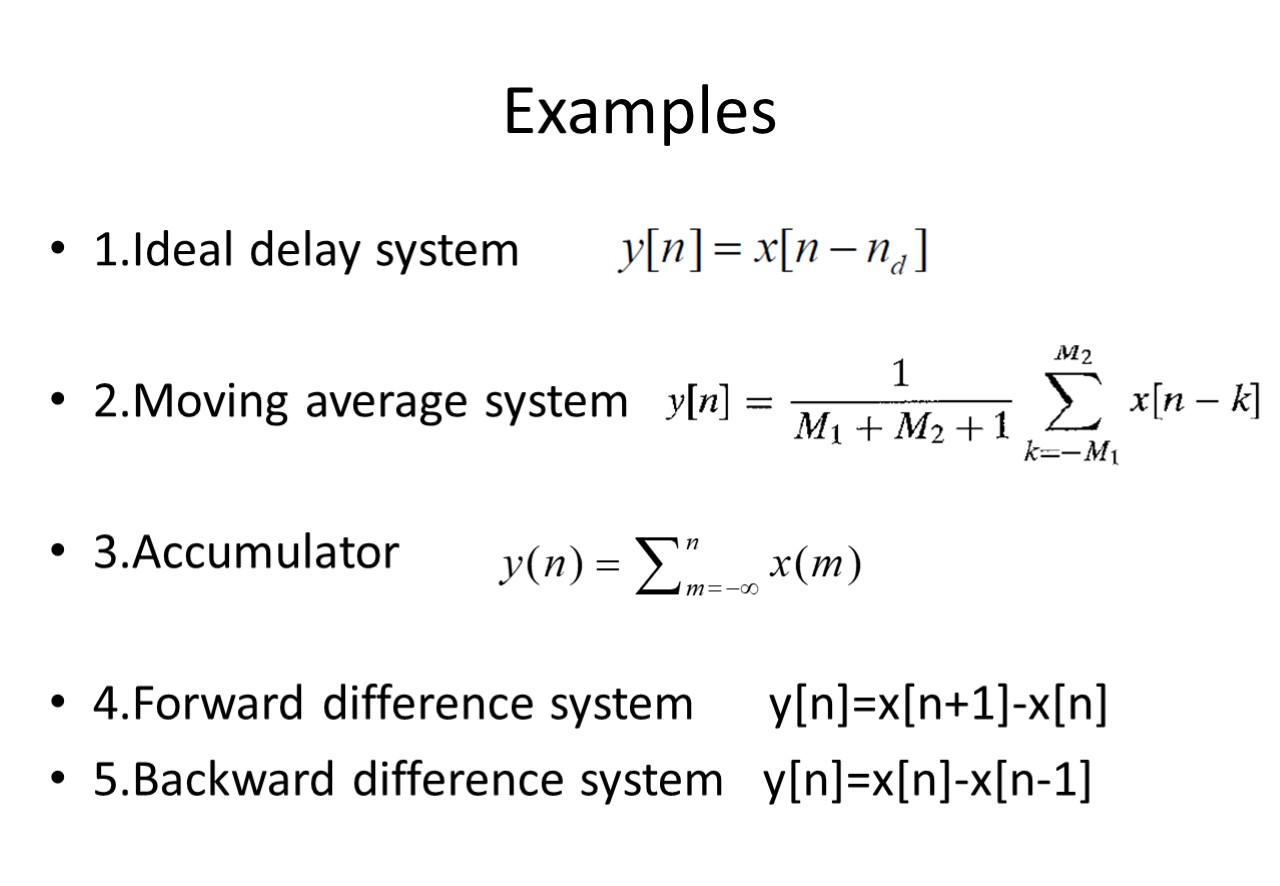 Examples
• 1.Ideal delay system y[n] = x[n − n_d]
• 2.Moving average system y[n] = \frac{1}{M_1 + M_2 + 1} \sum_{k=-M_1}^{M_2} x[n − k]
• 3.Accumulator y(n) = \sum_{m=-\infty}^{n} x(m)
• 4.Forward difference system y[n]=x[n+1]-x[n]
• 5.Backward difference system y[n]=x[n]-x[n-1]